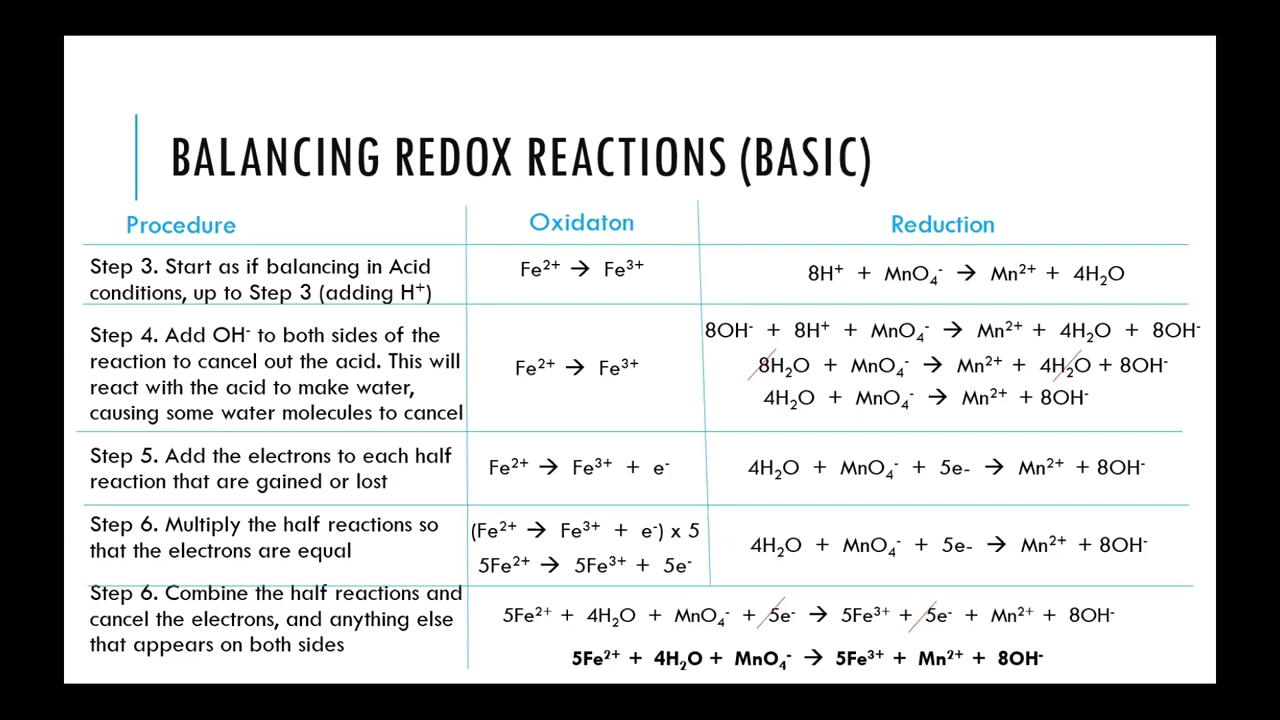 BALANCING REDOX REACTIONS (BASIC)
Procedure
Oxidaton
Reduction
Step 3. Start as if balancing in Acid
conditions, up to Step 3 (adding H⁺)
Fe²⁺ → Fe³⁺
8H⁺ + MnO₄⁻ → Mn²⁺ + 4H₂O
Step 4. Add OH⁻ to both sides of the
reaction to cancel out the acid. This will
react with the acid to make water,
causing some water molecules to cancel
Fe²⁺ → Fe³⁺
8OH⁻ + 8H⁺ + MnO₄⁻ → Mn²⁺ + 4H₂O + 8OH⁻
8H₂O + MnO₄⁻ → Mn²⁺ + 4H₂O + 8OH⁻
4H₂O + MnO₄⁻ → Mn²⁺ + 8OH⁻
Step 5. Add the electrons to each half
reaction that are gained or lost
Fe²⁺ → Fe³⁺ + e⁻
4H₂O + MnO₄⁻ + 5e- → Mn²⁺ + 8OH⁻
Step 6. Multiply the half reactions so
that the electrons are equal
(Fe²⁺ → Fe³⁺ + e⁻) x 5
5Fe²⁺ → 5Fe³⁺ + 5e⁻
4H₂O + MnO₄⁻ + 5e- → Mn²⁺ + 8OH⁻
Step 6. Combine the half reactions and
cancel the electrons, and anything else
that appears on both sides
5Fe²⁺ + 4H₂O + MnO₄⁻ + 5e⁻ → 5Fe³⁺ + 5e⁻ + Mn²⁺ + 8OH⁻
5Fe²⁺ + 4H₂O + MnO₄⁻ → 5Fe³⁺ + Mn²⁺ + 8OH⁻